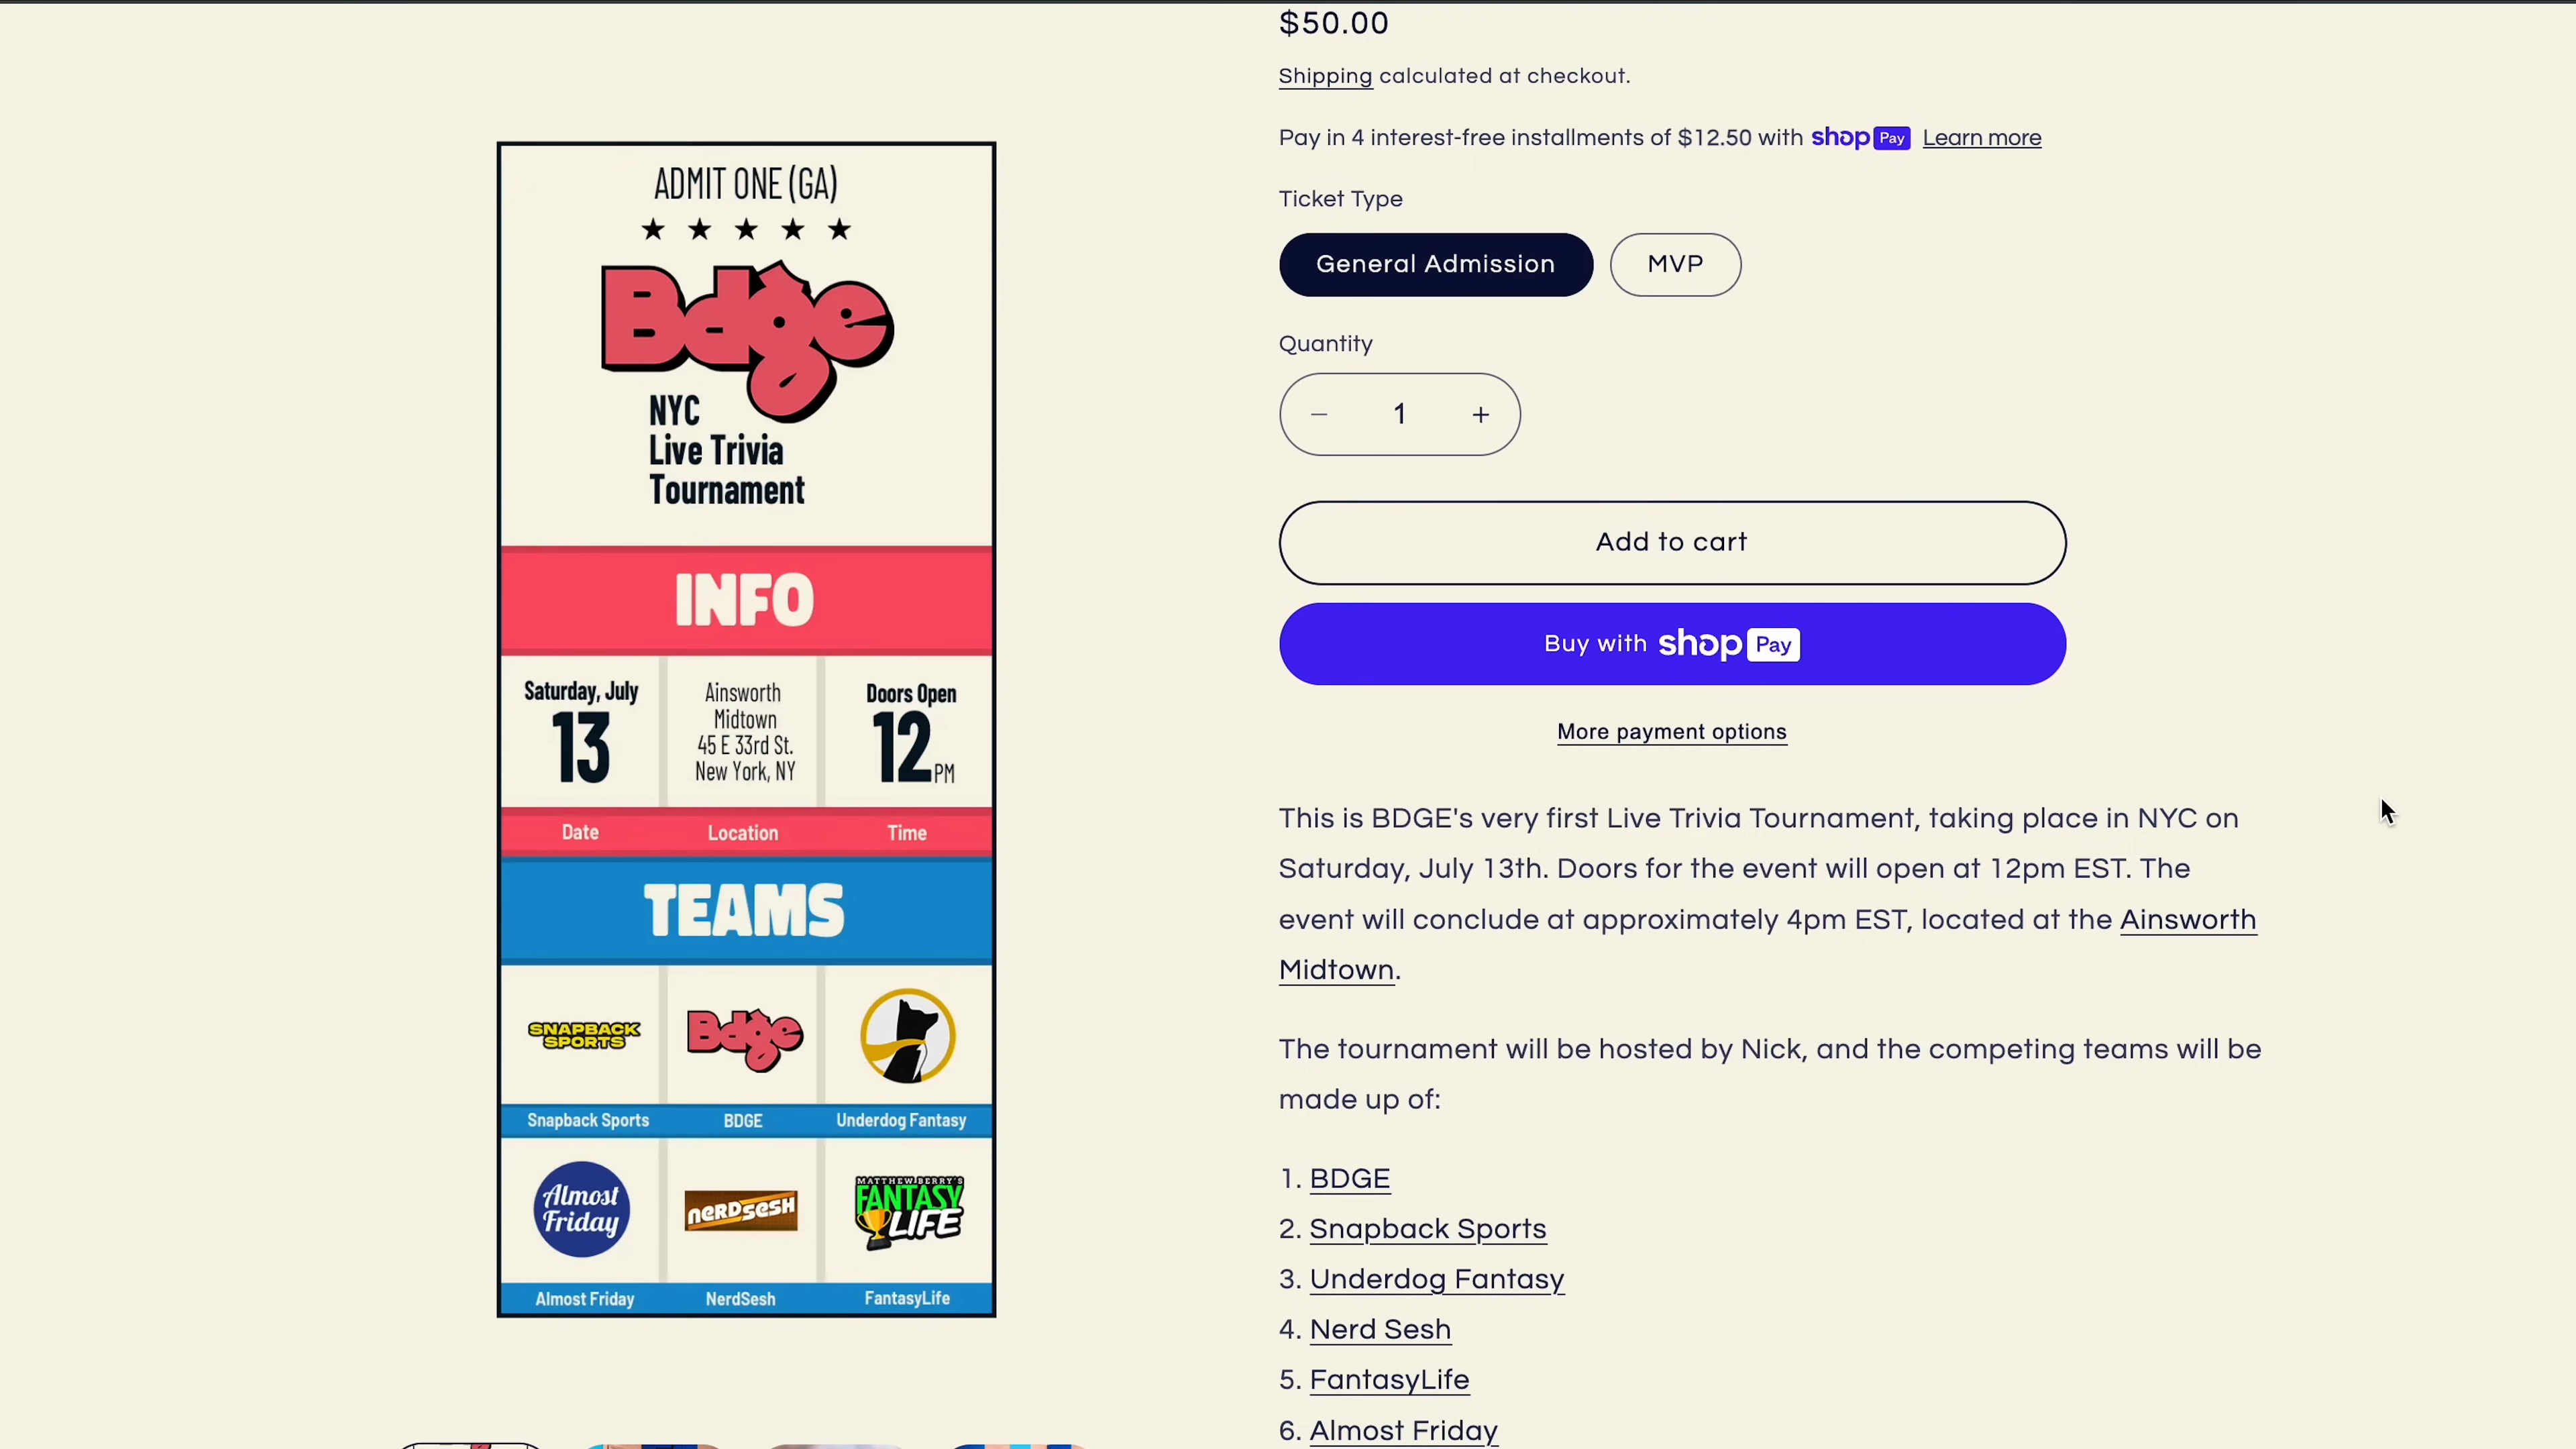 $50.00
Shipping calculated at checkout.
Pay in 4 interest-free installments of $12.50 with shop Pay Learn more
Ticket Type
General Admission
MVP
Quantity
− 1 +
Add to cart
Buy with shop Pay
More payment options
This is BDGE's very first Live Trivia Tournament, taking place in NYC on
Saturday, July 13th. Doors for the event will open at 12pm EST. The
event will conclude at approximately 4pm EST, located at the Ainsworth
Midtown.
The tournament will be hosted by Nick, and the competing teams will be
made up of:
1. BDGE
2. Snapback Sports
3. Underdog Fantasy
4. Nerd Sesh
5. FantasyLife
6. Almost Friday
ADMIT ONE (GA)
★ ★ ★ ★ ★
Bdge
NYC
Live Trivia
Tournament
INFO
Saturday, July
13
Ainsworth
Midtown
45 E 33rd St.
New York, NY
Doors Open
12 PM
Date
Location
Time
TEAMS
SNAPBACK
SPORTS
Bdge
Snapback Sports
BDGE
Underdog Fantasy
Almost
Friday
NERDSESH
MATTHEW BERRY'S
FANTASY
LIFE
Almost Friday
NerdSesh
FantasyLife